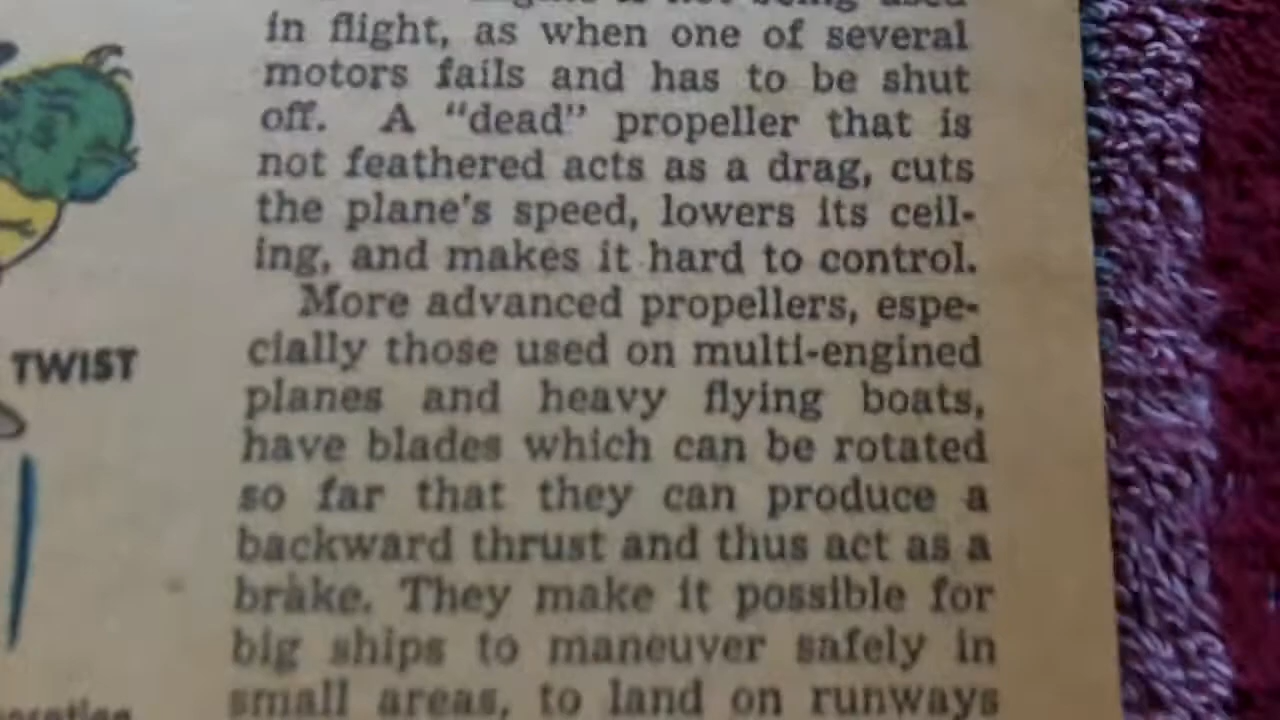 not being used
in flight, as when one of several
motors fails and has to be shut
off. A “dead” propeller that is
not feathered acts as a drag, cuts
the plane's speed, lowers its ceil-
ing, and makes it hard to control.
More advanced propellers, espe-
cially those used on multi-engined
planes and heavy flying boats,
have blades which can be rotated
so far that they can produce a
backward thrust and thus act as a
brake. They make it possible for
big ships to maneuver safely in
small areas, to land on runways
TWIST